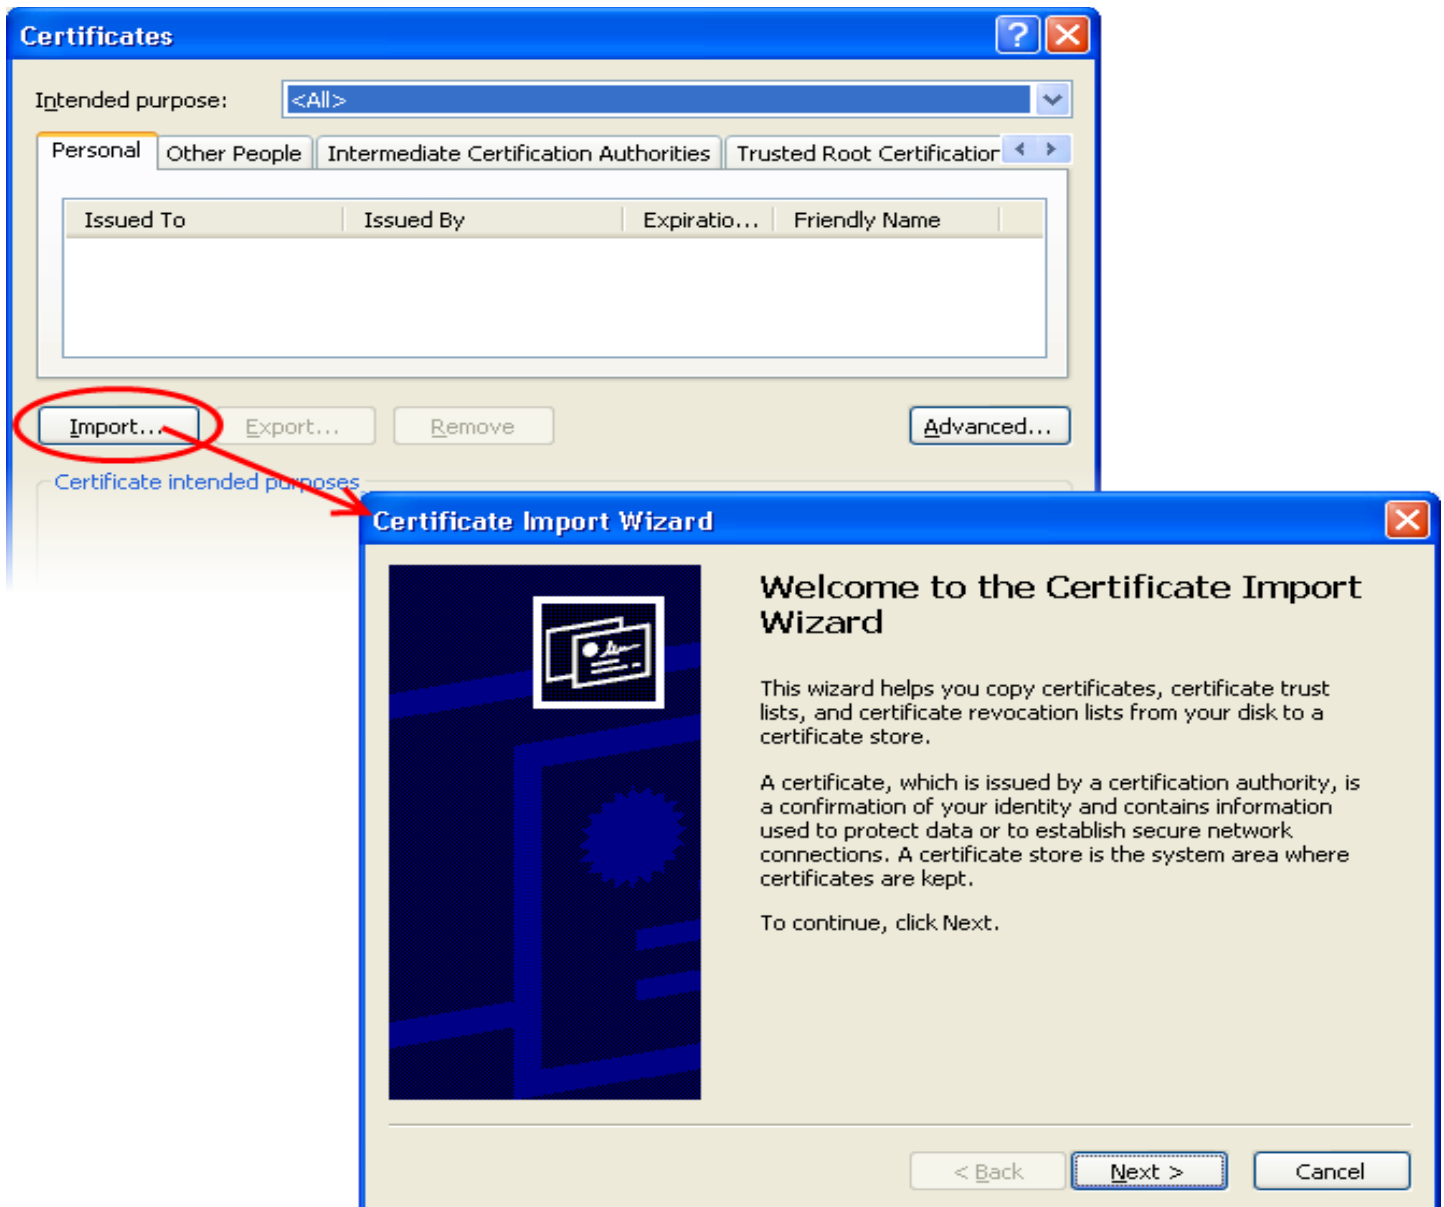 Certificates
Intended purpose: <All>
Personal Other People Intermediate Certification Authorities Trusted Root Certification
Issued To Issued By Expiratio... Friendly Name
Import... Export... Remove Advanced...
Certificate intended purposes
Certificate Import Wizard
Welcome to the Certificate Import
Wizard
This wizard helps you copy certificates, certificate trust
lists, and certificate revocation lists from your disk to a
certificate store.
A certificate, which is issued by a certification authority, is
a confirmation of your identity and contains information
used to protect data or to establish secure network
connections. A certificate store is the system area where
certificates are kept.
To continue, click Next.
< Back Next > Cancel